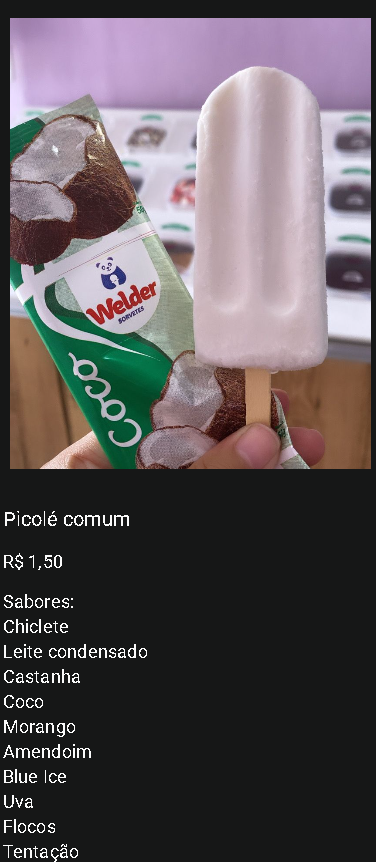 Welder
SORVETES
Coco
Picolé comum
R$ 1,50
Sabores:
Chiclete
Leite condensado
Castanha
Coco
Morango
Amendoim
Blue Ice
Uva
Flocos
Tentação